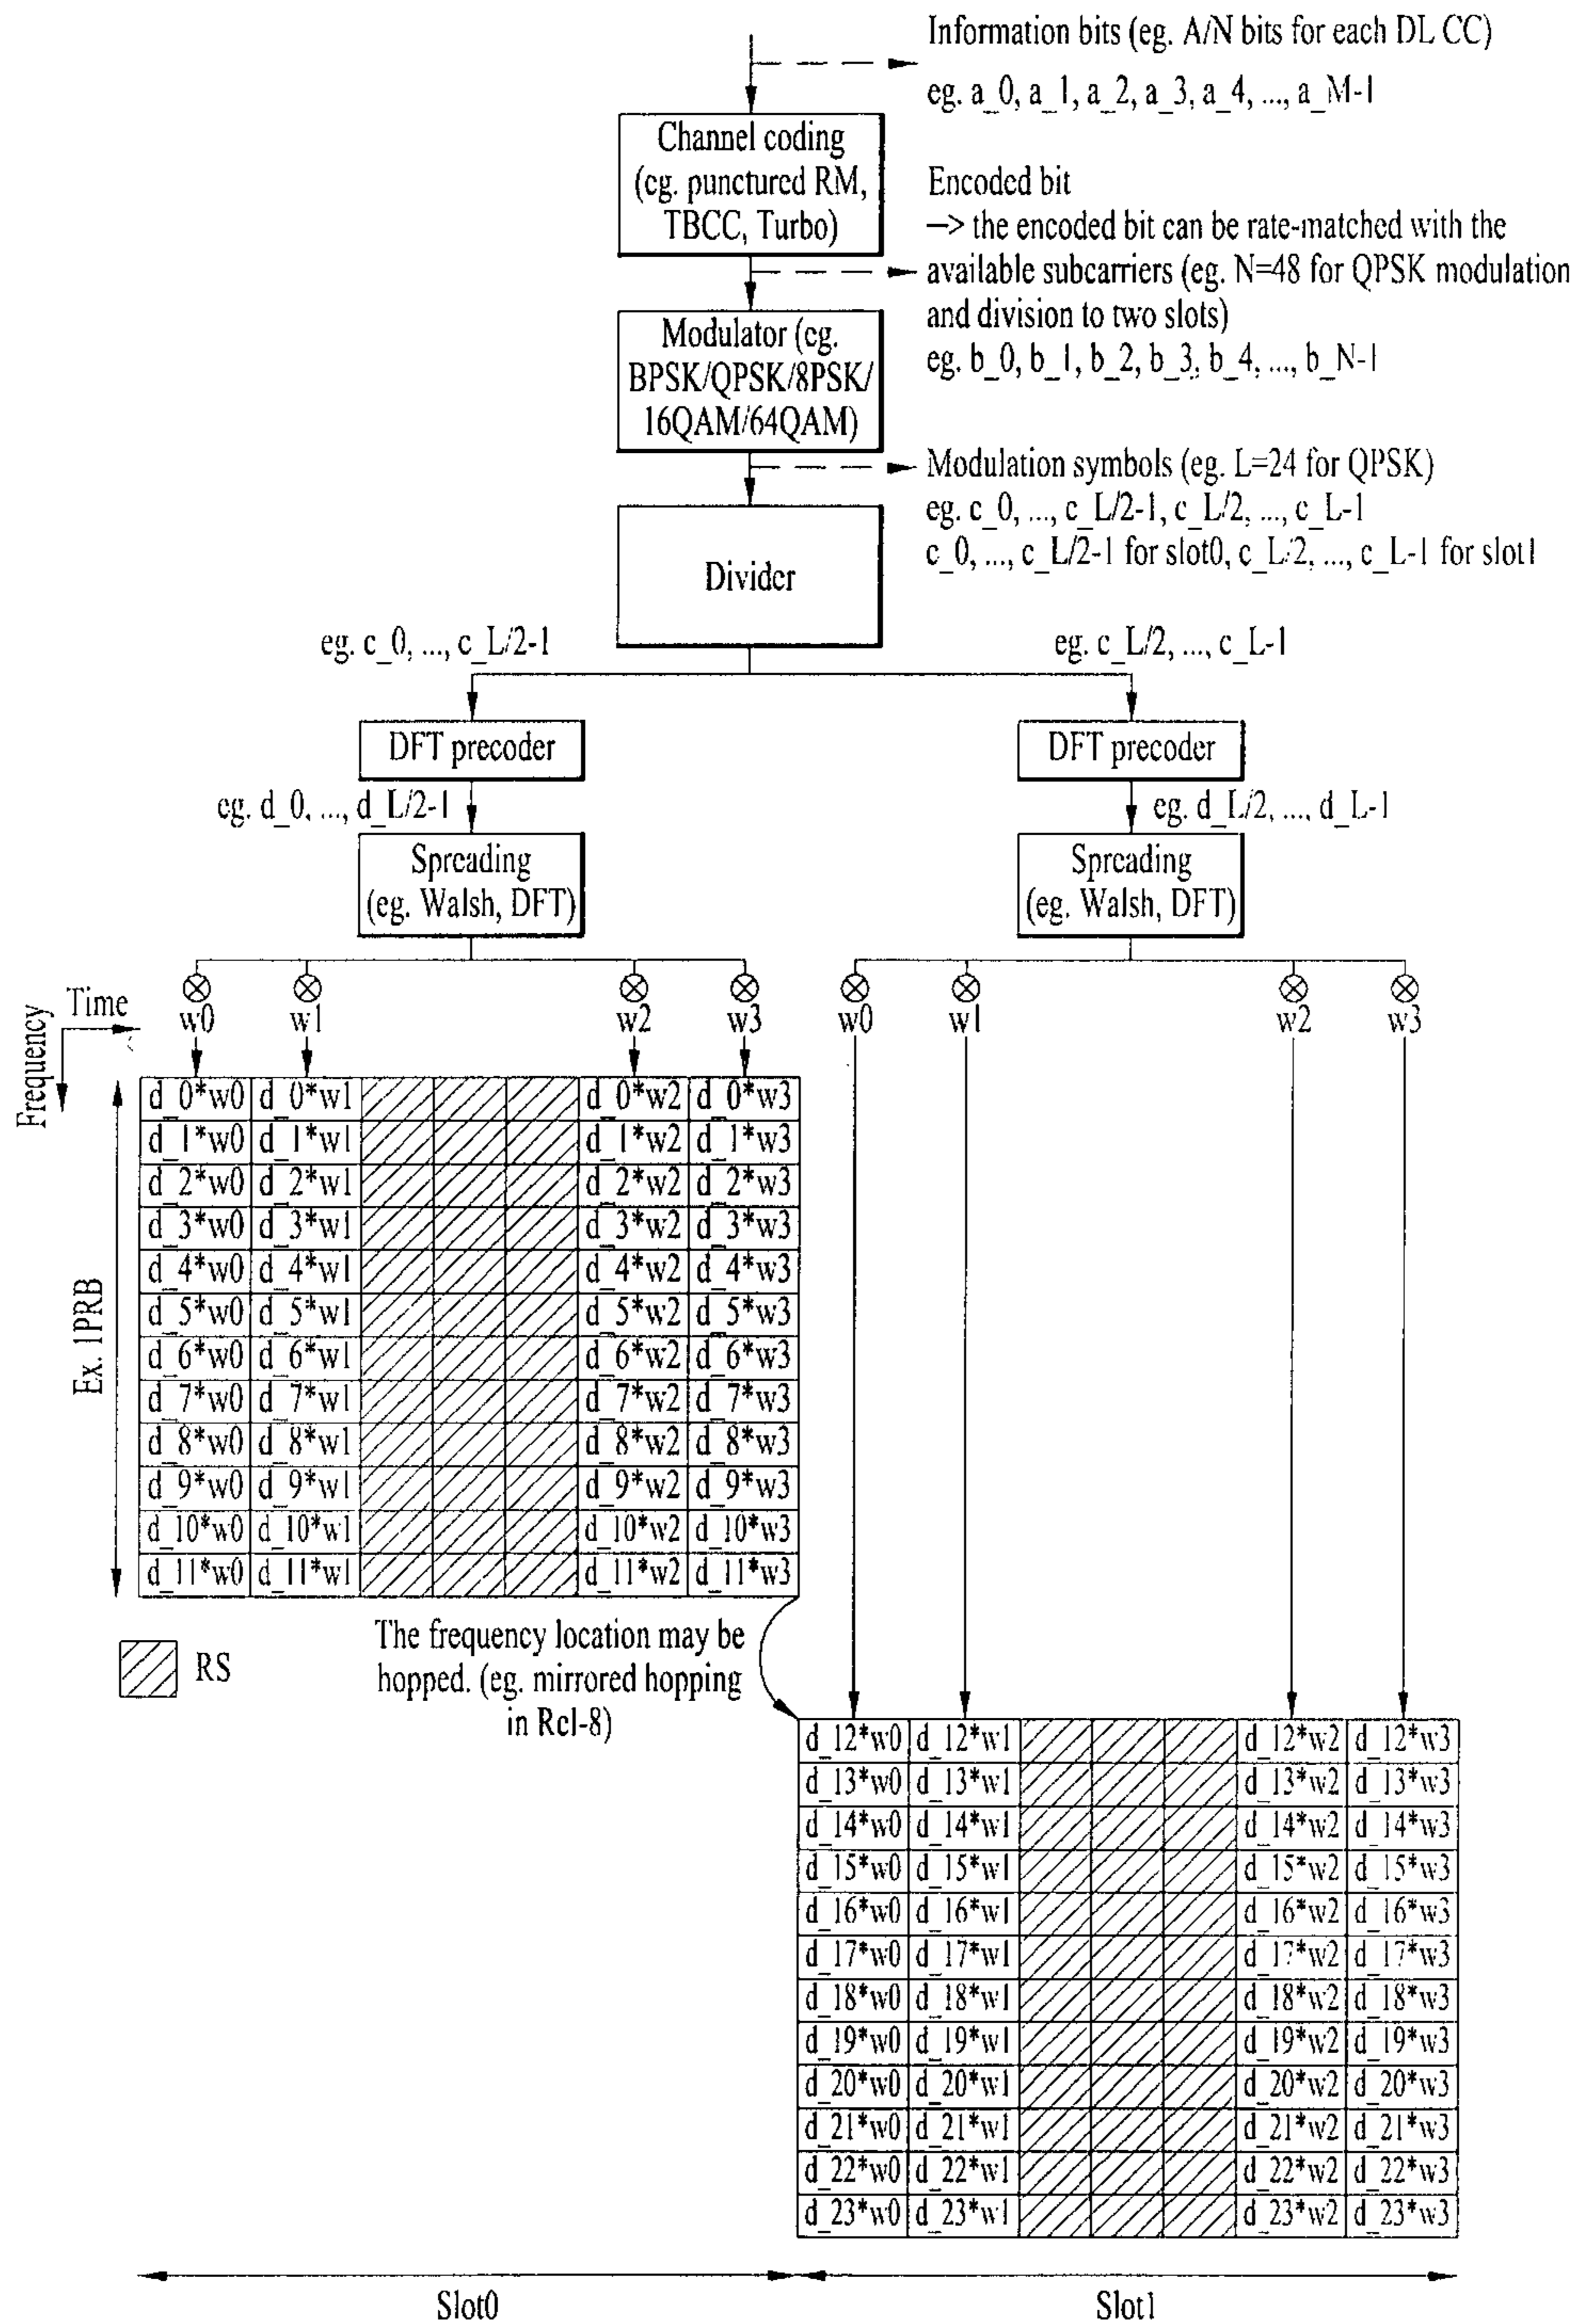 Information bits (eg. A/N bits for each DL CC)
eg. a_0, a_1, a_2, a_3, a_4, ..., a_M-1
Channel coding
(eg. punctured RM,
TBCC, Turbo)
Encoded bit
—> the encoded bit can be rate-matched with the
available subcarriers (eg. N=48 for QPSK modulation
and division to two slots)
eg. b_0, b_1, b_2, b_3, b_4, ..., b_N-1
Modulator (eg.
BPSK/QPSK/8PSK/
16QAM/64QAM)
Modulation symbols (eg. L=24 for QPSK)
eg. c_0, ..., c_L/2-1, c_L/2, ..., c_L-1
c_0, ..., c_L/2-1 for slot0, c_L/2, ..., c_L-1 for slot1
Divider
eg. c_0, ..., c_L/2-1
eg. c_L/2, ..., c_L-1
DFT precoder
DFT precoder
eg. d_0, ..., d_L/2-1
eg. d_L/2, ..., d_L-1
Spreading
(eg. Walsh, DFT)
Spreading
(eg. Walsh, DFT)
Time
Frequency
w0 w1 w2 w3 w0 w1 w2 w3
d_0*w0 d_0*w1 d_0*w2 d_0*w3
d_1*w0 d_1*w1 d_1*w2 d_1*w3
d_2*w0 d_2*w1 d_2*w2 d_2*w3
d_3*w0 d_3*w1 d_3*w2 d_3*w3
d_4*w0 d_4*w1 d_4*w2 d_4*w3
d_5*w0 d_5*w1 d_5*w2 d_5*w3
d_6*w0 d_6*w1 d_6*w2 d_6*w3
d_7*w0 d_7*w1 d_7*w2 d_7*w3
d_8*w0 d_8*w1 d_8*w2 d_8*w3
d_9*w0 d_9*w1 d_9*w2 d_9*w3
d_10*w0 d_10*w1 d_10*w2 d_10*w3
d_11*w0 d_11*w1 d_11*w2 d_11*w3
Ex. 1PRB
RS
The frequency location may be
hopped. (eg. mirrored hopping
in Rel-8)
d_12*w0 d_12*w1 d_12*w2 d_12*w3
d_13*w0 d_13*w1 d_13*w2 d_13*w3
d_14*w0 d_14*w1 d_14*w2 d_14*w3
d_15*w0 d_15*w1 d_15*w2 d_15*w3
d_16*w0 d_16*w1 d_16*w2 d_16*w3
d_17*w0 d_17*w1 d_17*w2 d_17*w3
d_18*w0 d_18*w1 d_18*w2 d_18*w3
d_19*w0 d_19*w1 d_19*w2 d_19*w3
d_20*w0 d_20*w1 d_20*w2 d_20*w3
d_21*w0 d_21*w1 d_21*w2 d_21*w3
d_22*w0 d_22*w1 d_22*w2 d_22*w3
d_23*w0 d_23*w1 d_23*w2 d_23*w3
Slot0
Slot1